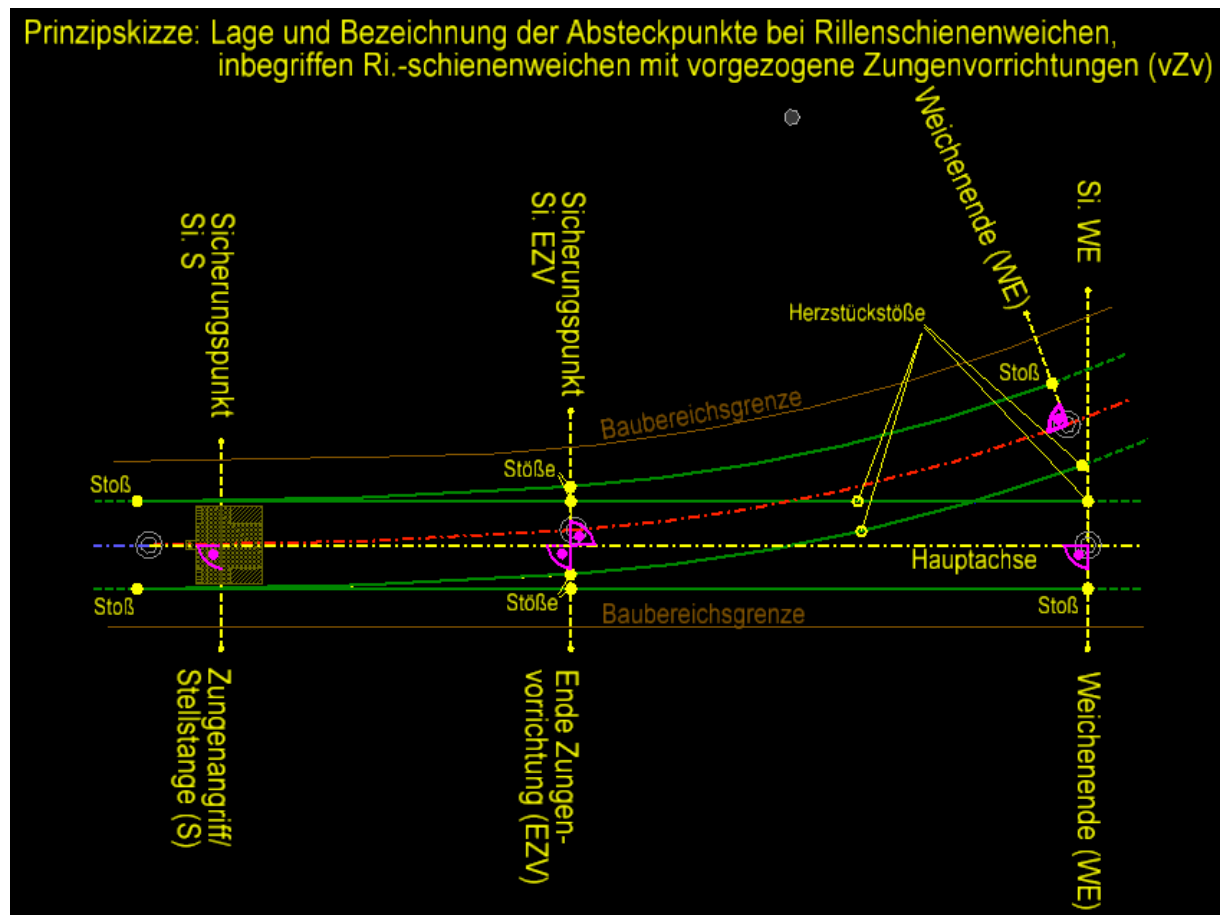 Prinzipskizze: Lage und Bezeichnung der Absteckpunkte bei Rillenschienenweichen,
inbegriffen Ri.-schienenweichen mit vorgezogene Zungenvorrichtungen (vZv)
Sicherungspunkt
Si. S
Sicherungspunkt
Si. EZV
Weichenende (WE)
Si. WE
Herzstückstöße
Stoß
Baubereichsgrenze
Stöße
Stoß
Hauptachse
Stoß
Stöße
Baubereichsgrenze
Stoß
Zungenangriff/
Stellstange (S)
Ende Zungen-
vorrichtung (EZV)
Weichenende (WE)